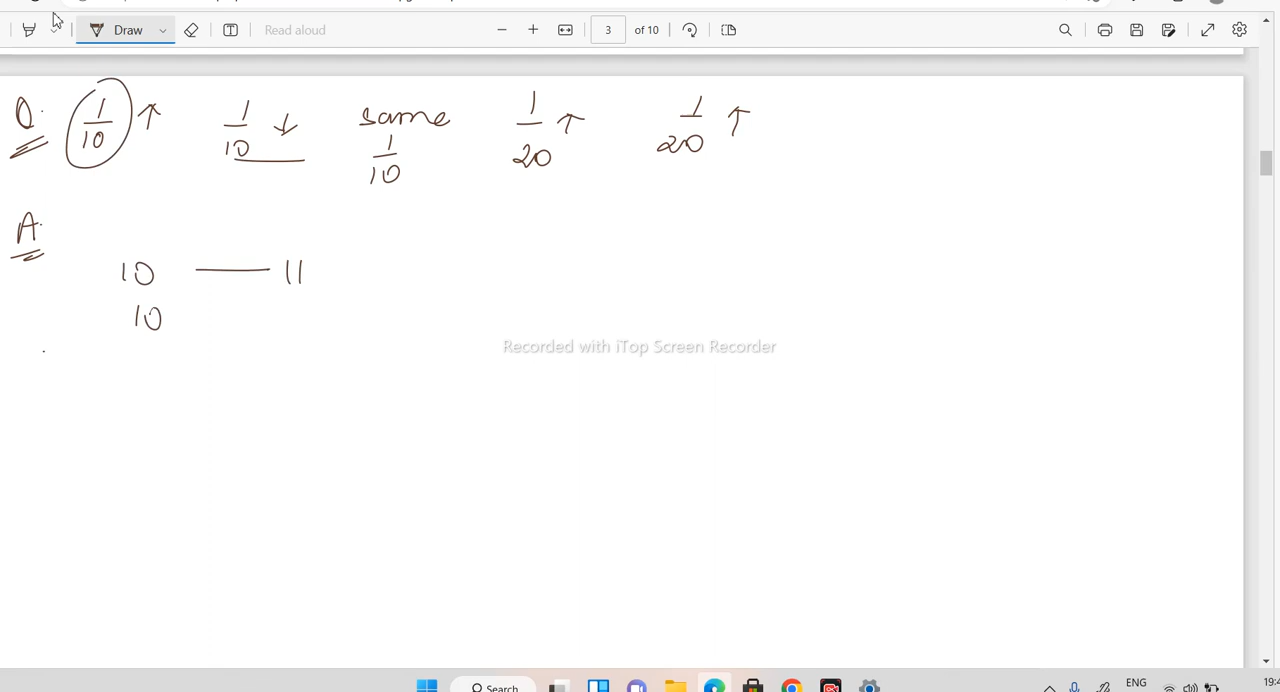 Draw Read aloud 3 of 10
Q. 1/10 ↑ 1/10 ↓ same 1/10 1/20 ↑ 1/20 ↑
A.
10 — 11
10
Recorded with iTop Screen Recorder
Search ENG